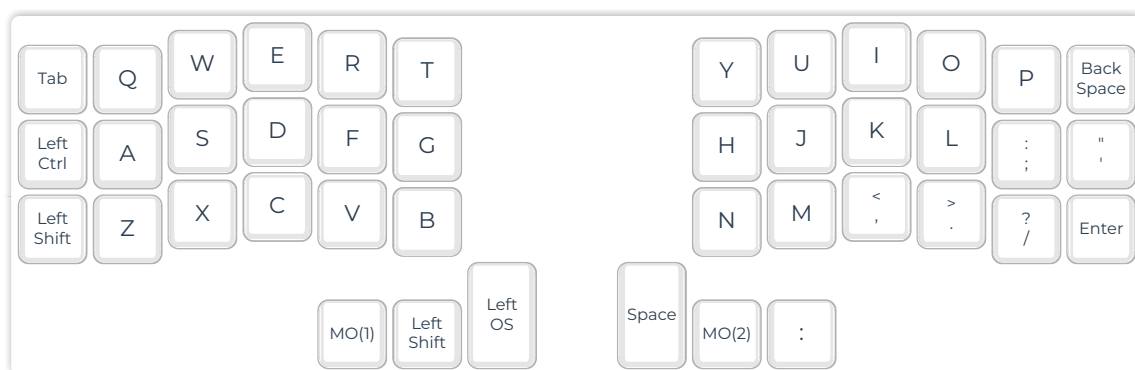 Tab Q W E R T Y U I O P Back Space
Left Ctrl A S D F G H J K L : ; " '
Left Shift Z X C V B N M < , > . ? / Enter
MO(1) Left Shift Left OS Space MO(2) :